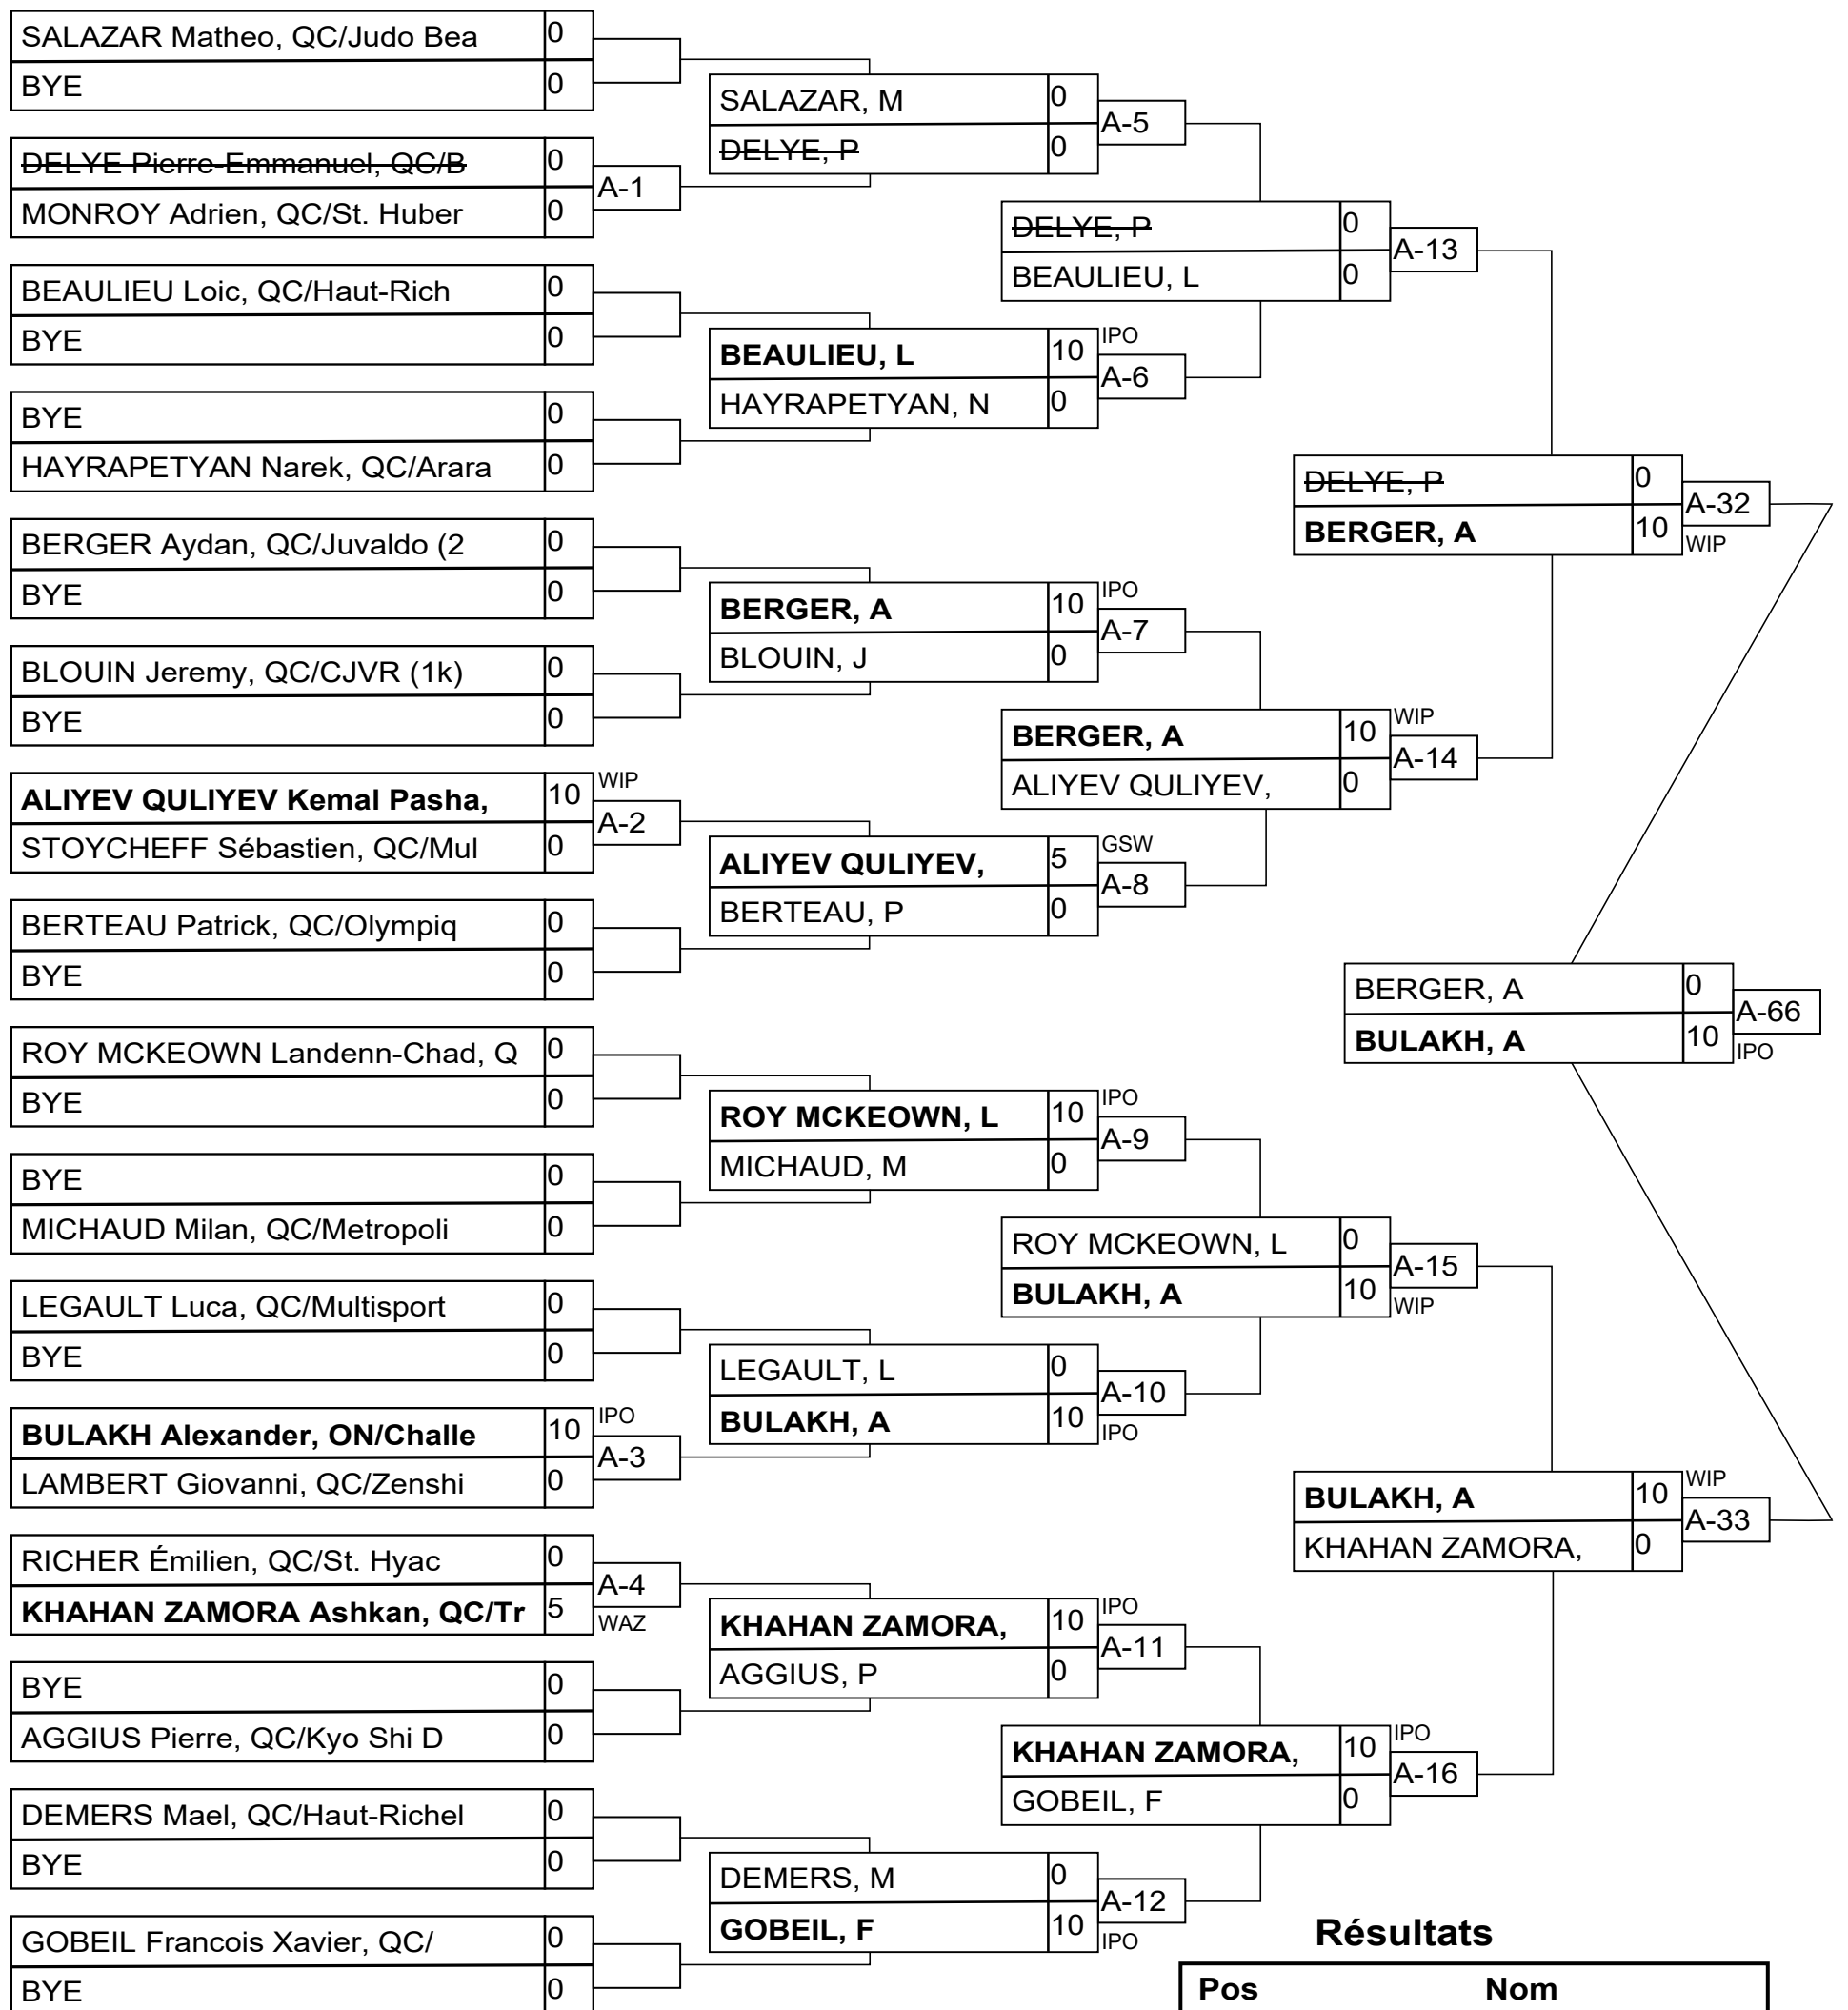 SALAZAR Matheo, QC/Judo Bea 0
BYE 0
DELYE Pierre-Emmanuel, QC/B 0
A-1
MONROY Adrien, QC/St. Huber 0
BEAULIEU Loic, QC/Haut-Rich 0
BYE 0
BYE 0
HAYRAPETYAN Narek, QC/Arara 0
BERGER Aydan, QC/Juvaldo (2 0
BYE 0
BLOUIN Jeremy, QC/CJVR (1k) 0
BYE 0
ALIYEV QULIYEV Kemal Pasha, 10 WIP
A-2
STOYCHEFF Sébastien, QC/Mul 0
BERTEAU Patrick, QC/Olympiq 0
BYE 0
ROY MCKEOWN Landenn-Chad, Q 0
BYE 0
BYE 0
MICHAUD Milan, QC/Metropoli 0
LEGAULT Luca, QC/Multisport 0
BYE 0
BULAKH Alexander, ON/Challe 10 IPO
A-3
LAMBERT Giovanni, QC/Zenshi 0
RICHER Émilien, QC/St. Hyac 0
A-4
KHAHAN ZAMORA Ashkan, QC/Tr 5 WAZ
BYE 0
AGGIUS Pierre, QC/Kyo Shi D 0
DEMERS Mael, QC/Haut-Richel 0
BYE 0
GOBEIL Francois Xavier, QC/ 0
BYE 0
SALAZAR, M 0
A-5
DELYE, P 0
BEAULIEU, L 10 IPO
A-6
HAYRAPETYAN, N 0
BERGER, A 10 IPO
A-7
BLOUIN, J 0
ALIYEV QULIYEV, 5 GSW
A-8
BERTEAU, P 0
ROY MCKEOWN, L 10 IPO
A-9
MICHAUD, M 0
LEGAULT, L 0
A-10
BULAKH, A 10 IPO
KHAHAN ZAMORA, 10 IPO
A-11
AGGIUS, P 0
DEMERS, M 0
A-12
GOBEIL, F 10 IPO
DELYE, P 0
A-13
BEAULIEU, L 0
BERGER, A 10 WIP
A-14
ALIYEV QULIYEV, 0
ROY MCKEOWN, L 0
A-15
BULAKH, A 10 WIP
KHAHAN ZAMORA, 10 IPO
A-16
GOBEIL, F 0
DELYE, P 0
A-32
BERGER, A 10 WIP
BULAKH, A 10 WIP
A-33
KHAHAN ZAMORA, 0
BERGER, A 0
A-66
BULAKH, A 10 IPO
Résultats
Pos Nom